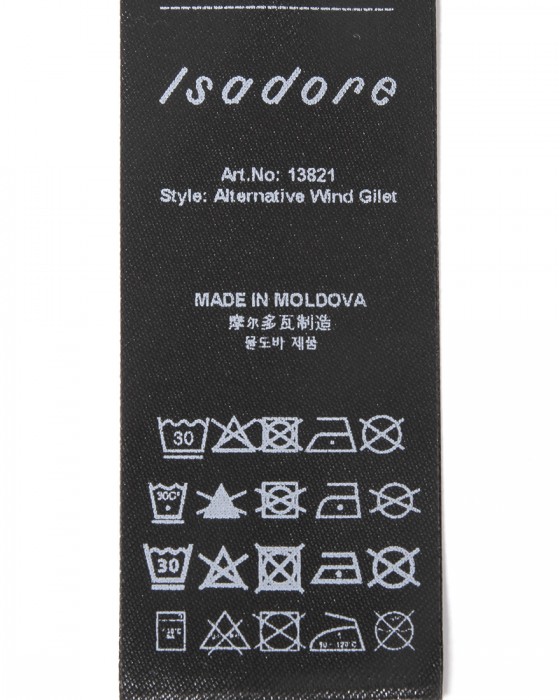 Isadore
Art.No: 13821
Style: Alternative Wind Gilet
MADE IN MOLDOVA
摩尔多瓦制造
몰도바 제품
30
30C°
30